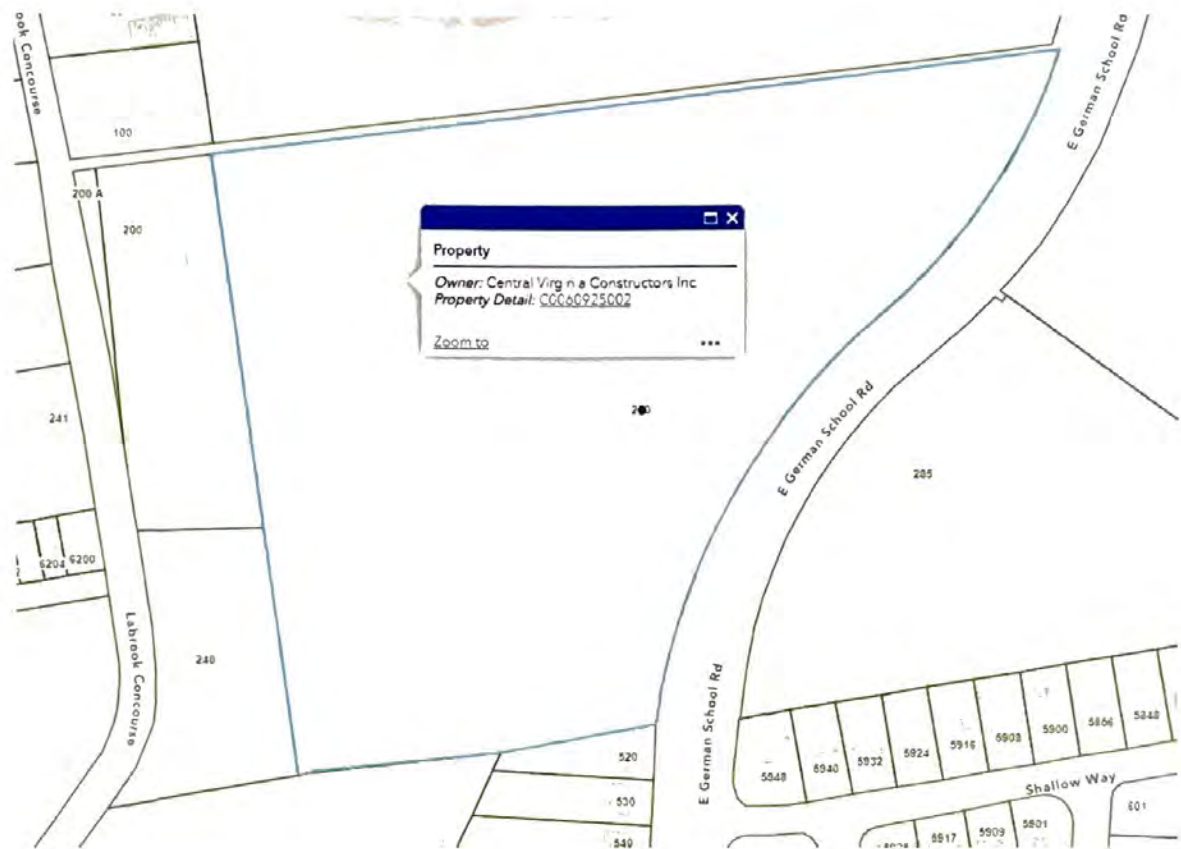 ook Concourse
E German School Rd
100
200 A
200
Property
Owner: Central Virg n a Constructors Inc
Property Detail: C0060925002
Zoom to
241
E German School Rd
285
6204
6200
Labrook Concourse
240
E German School Rd
520
530
540
5948
5940
5932
5924
5916
5908
5900
5856
5848
Shallow Way
601
5917
5909
5901